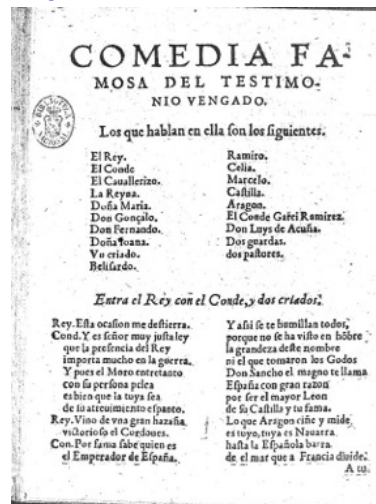 COMEDIA FA-
MOSA DEL TESTIMO-
NIO VENGADO.
Los que hablan en ella son los siguientes.
El Rey.
El Conde
El Cauallerizo.
La Reyna.
Doña Maria.
Don Gonçalo.
Don Fernando.
Doña Ioana.
Vn criado.
Belisardo.
Ramiro.
Celia.
Marcelo.
Castilla.
Aragon.
El Conde Garci Ramirez.
Don Luys de Acuña.
Dos guardas.
dos pastores.
Entra el Rey con el Conde, y dos criados.
Rey. Esta ocasion me destierra.
Cond. Y es señor muy justa ley
que la presencia del Rey
importa mucho en la guerra.
Y pues el Moro entretanto
con su persona pelea
es bien que la tuya sea
de su atreuimiento espanto.
Rey. Vino de vna gran hazaña
victorioso el Cordoues.
Con. Por fama sabe quien es
el Emperador de España.
Y assi se te humillan todos,
porque no se ha visto en hōbre
la grandeza deste nombre
ni el que tomaron los Godos
Don Sancho el magno te llama
España con gran razon
por ser el mayor Leon
de su Castilla y su fama.
Lo que Aragon ciñe y mide
es tuyo, tuya es Nauarra
hasta la Española barra
de el mar que a Francia diuide.
A tu